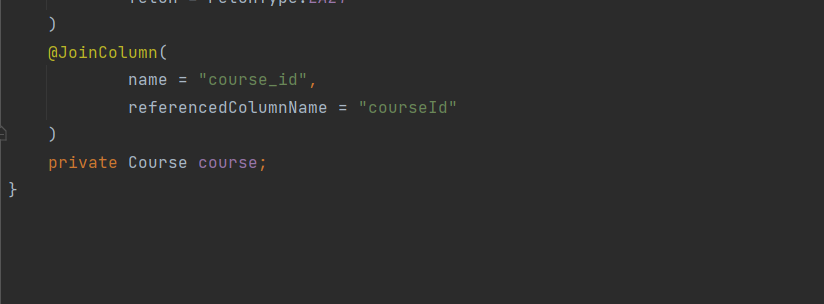 )
@JoinColumn(
name = "course_id",
referencedColumnName = "courseId"
)
private Course course;
}